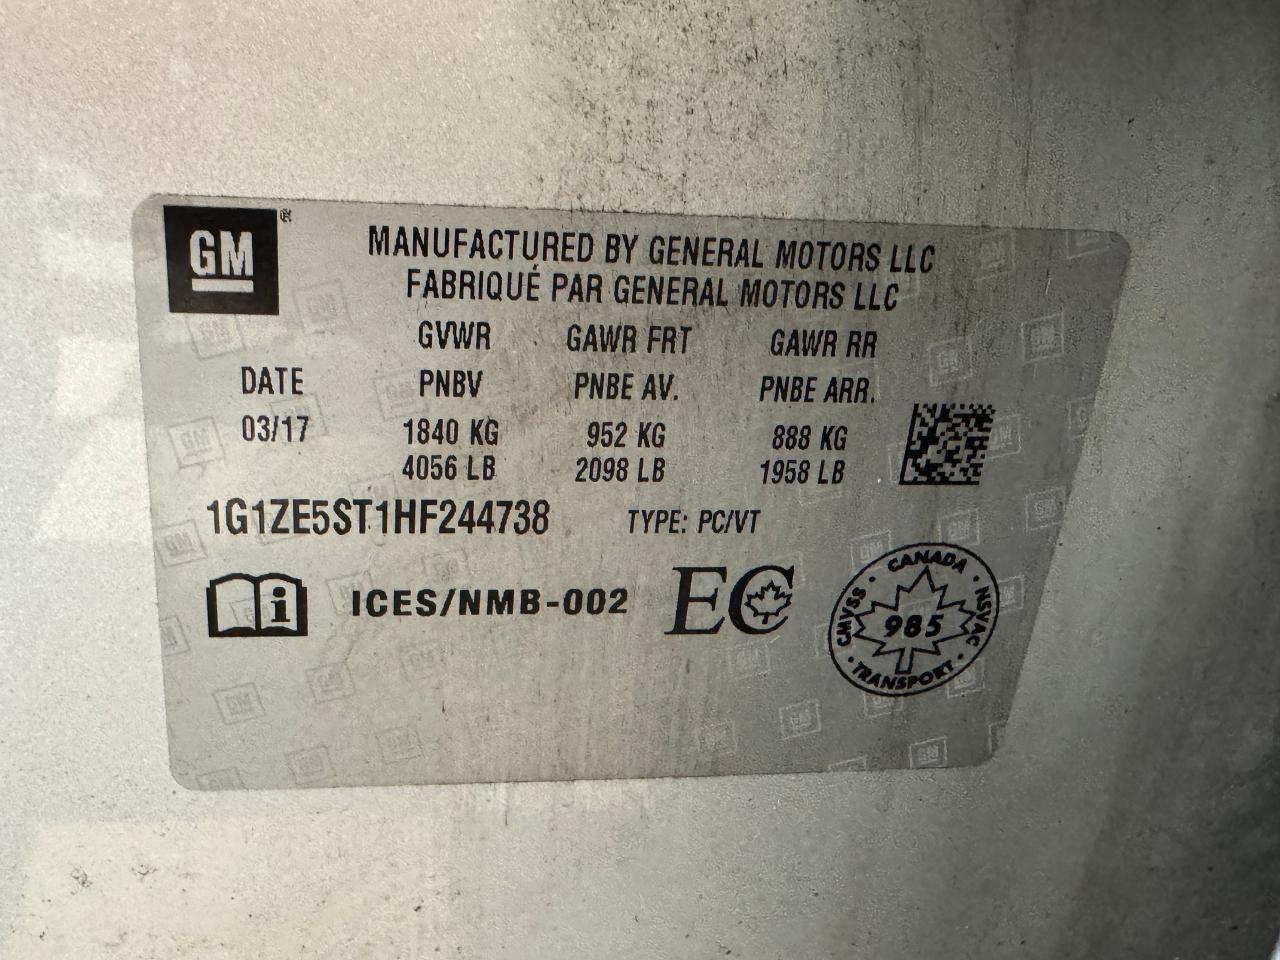 GM ®
MANUFACTURED BY GENERAL MOTORS LLC
FABRIQUÉ PAR GENERAL MOTORS LLC
GVWR GAWR FRT GAWR RR
DATE PNBV PNBE AV. PNBE ARR.
03/17 1840 KG 952 KG 888 KG
4056 LB 2098 LB 1958 LB
1G1ZE5ST1HF244738 TYPE: PC/VT
i ICES/NMB-002 EC
CANADA
CMVSS 985 NSVAC
TRANSPORT